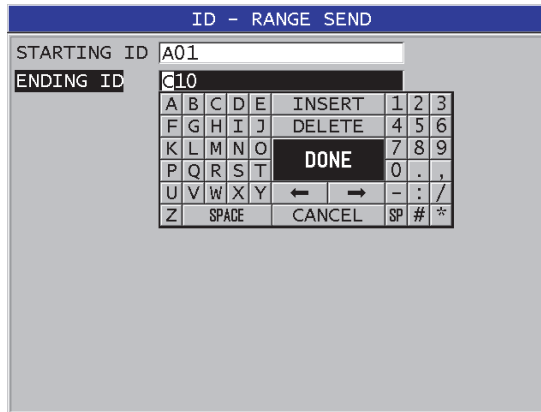 ID – RANGE SEND
STARTING ID A01
ENDING ID C10
A B C D E INSERT 1 2 3
F G H I J DELETE 4 5 6
K L M N O DONE 7 8 9
P Q R S T 0 . ,
U V W X Y ← → – : /
Z SPACE CANCEL SP # *